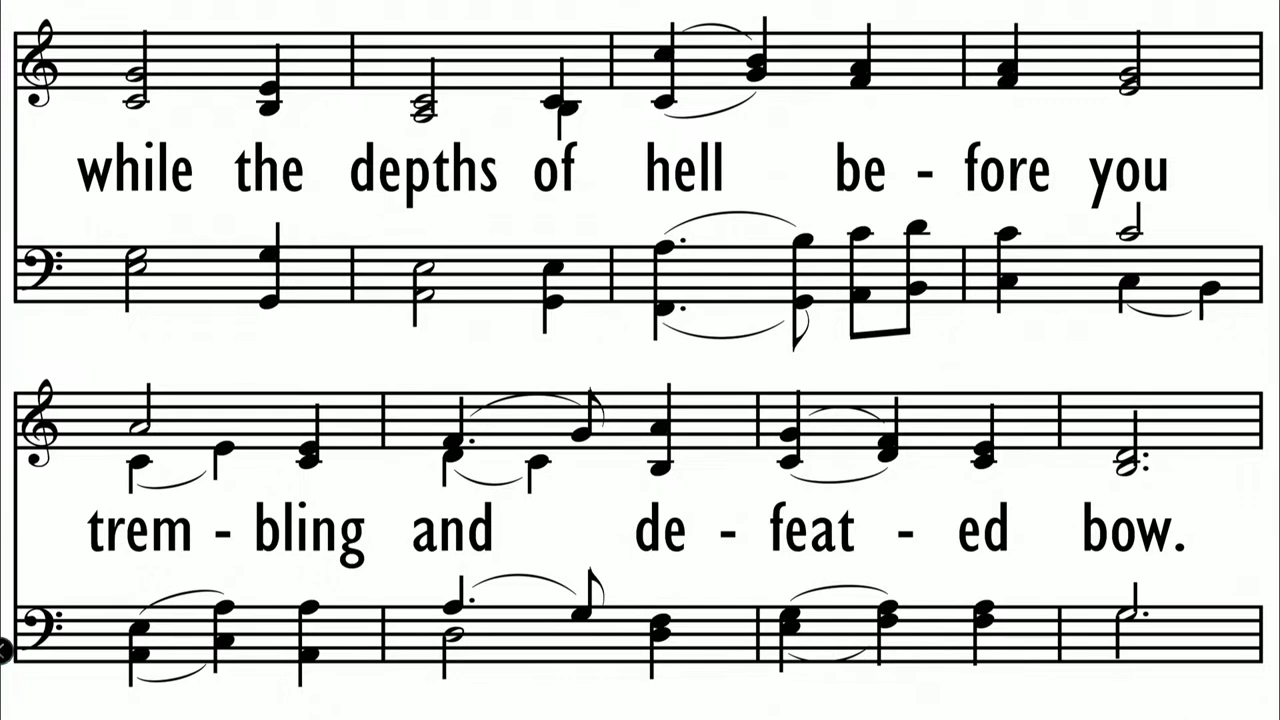 while the depths of hell be - fore you
trem - bling and de - feat - ed bow.